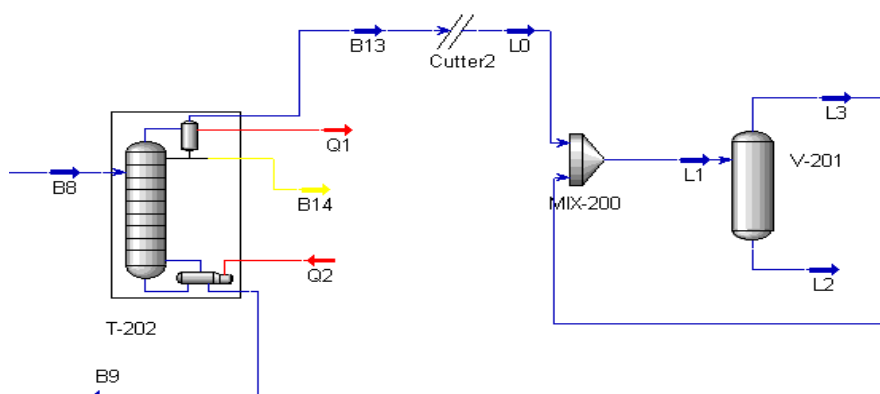 B13
L0
Cutter2
L3
Q1
B8
B14
MIX-200
L1
V-201
Q2
L2
T-202
B9